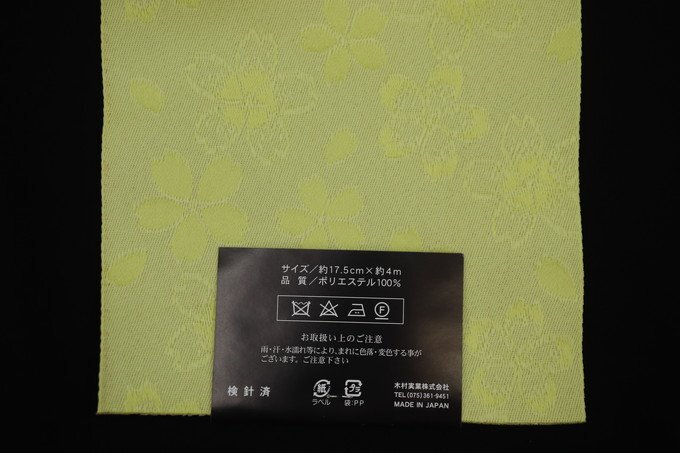 サイズ／約17.5cm×約4m
品 質／ポリエステル100%
お取扱い上のご注意
雨・汗・水濡れ等により、まれに色落・変色する事が
ございます。ご注意下さい
検 針 済
紙
ラベル
プラ
袋:PP
木村実業株式会社
TEL(075)361-9451
MADE IN JAPAN